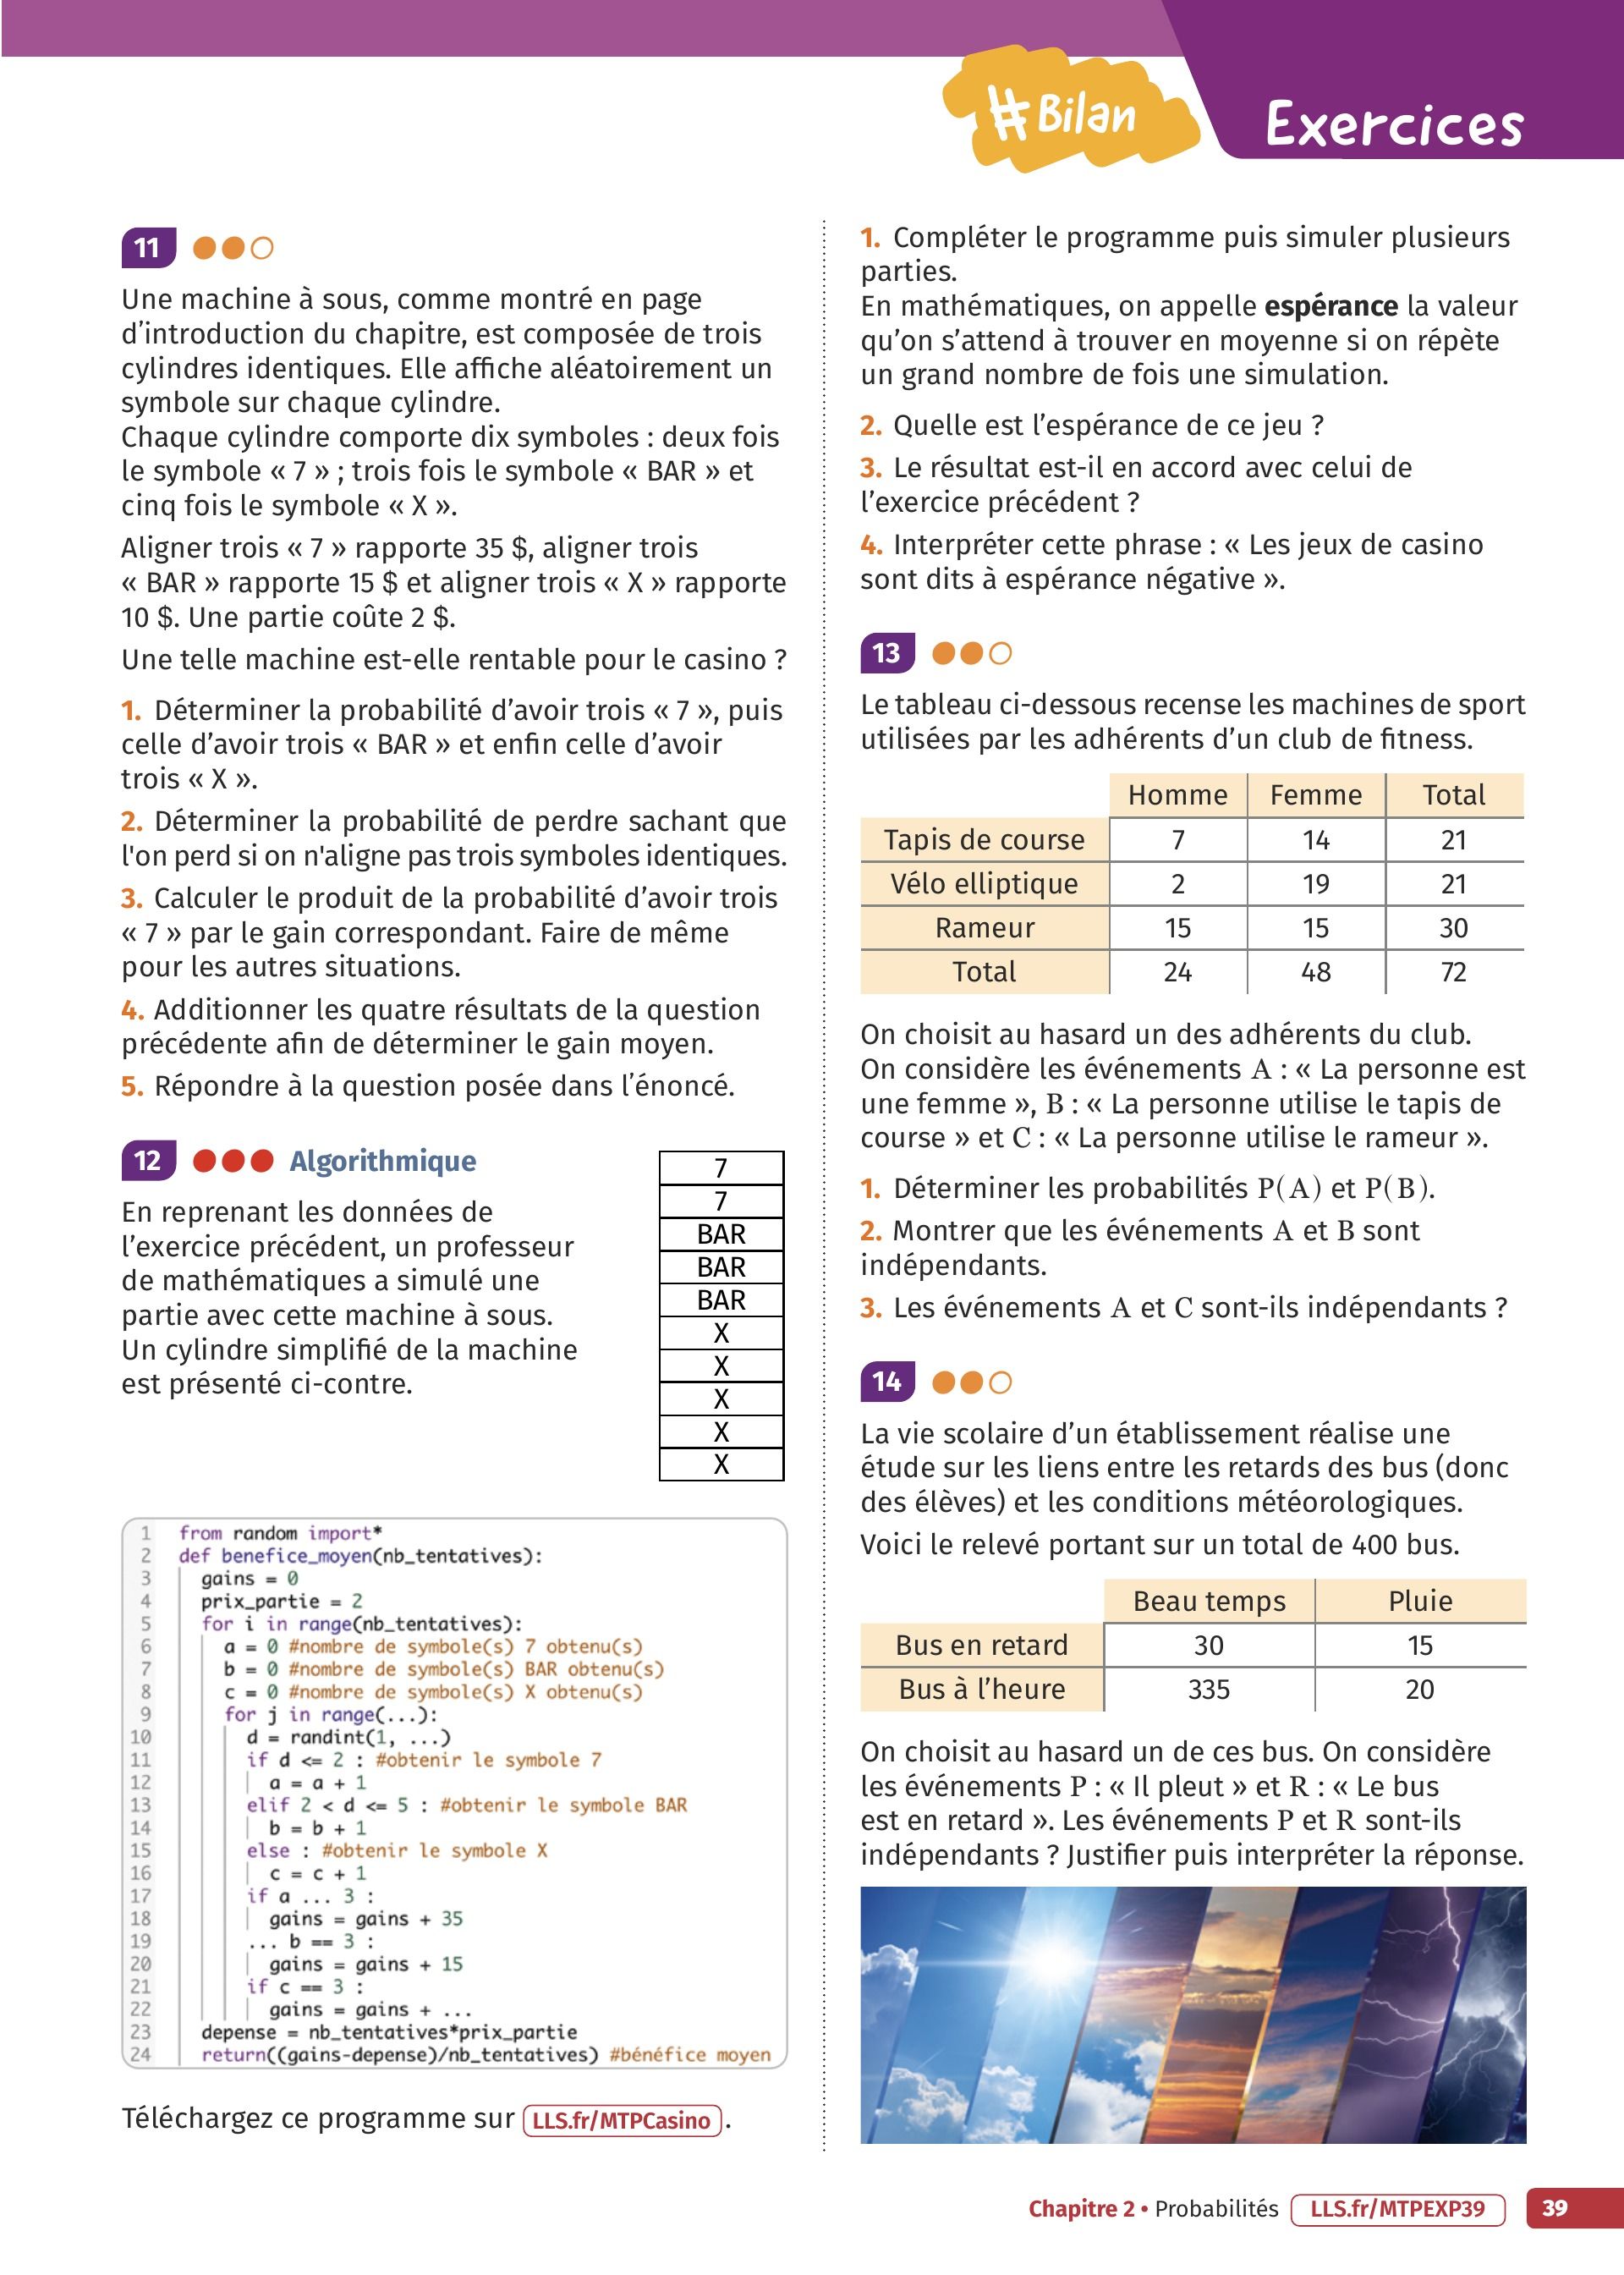 #Bilan
Exercices
11
Une machine à sous, comme montré en page
d’introduction du chapitre, est composée de trois
cylindres identiques. Elle affiche aléatoirement un
symbole sur chaque cylindre.
Chaque cylindre comporte dix symboles : deux fois
le symbole « 7 » ; trois fois le symbole « BAR » et
cinq fois le symbole « X ».
Aligner trois « 7 » rapporte 35 $, aligner trois
« BAR » rapporte 15 $ et aligner trois « X » rapporte
10 $. Une partie coûte 2 $.
Une telle machine est-elle rentable pour le casino ?
1. Déterminer la probabilité d’avoir trois « 7 », puis
celle d’avoir trois « BAR » et enfin celle d’avoir
trois « X ».
2. Déterminer la probabilité de perdre sachant que
l'on perd si on n'aligne pas trois symboles identiques.
3. Calculer le produit de la probabilité d’avoir trois
« 7 » par le gain correspondant. Faire de même
pour les autres situations.
4. Additionner les quatre résultats de la question
précédente afin de déterminer le gain moyen.
5. Répondre à la question posée dans l’énoncé.
12 Algorithmique
En reprenant les données de
l’exercice précédent, un professeur
de mathématiques a simulé une
partie avec cette machine à sous.
Un cylindre simplifié de la machine
est présenté ci-contre.
7
7
BAR
BAR
BAR
X
X
X
X
X
1 from random import*
2 def benefice_moyen(nb_tentatives):
3 gains = 0
4 prix_partie = 2
5 for i in range(nb_tentatives):
6 a = 0 #nombre de symbole(s) 7 obtenu(s)
7 b = 0 #nombre de symbole(s) BAR obtenu(s)
8 c = 0 #nombre de symbole(s) X obtenu(s)
9 for j in range(...):
10 d = randint(1, ...)
11 if d <= 2 : #obtenir le symbole 7
12 a = a + 1
13 elif 2 < d <= 5 : #obtenir le symbole BAR
14 b = b + 1
15 else : #obtenir le symbole X
16 c = c + 1
17 if a ... 3 :
18 gains = gains + 35
19 ... b == 3 :
20 gains = gains + 15
21 if c == 3 :
22 gains = gains + ...
23 depense = nb_tentatives*prix_partie
24 return((gains-depense)/nb_tentatives) #bénéfice moyen
Téléchargez ce programme sur LLS.fr/MTPCasino .
1. Compléter le programme puis simuler plusieurs
parties.
En mathématiques, on appelle espérance la valeur
qu’on s’attend à trouver en moyenne si on répète
un grand nombre de fois une simulation.
2. Quelle est l’espérance de ce jeu ?
3. Le résultat est-il en accord avec celui de
l’exercice précédent ?
4. Interpréter cette phrase : « Les jeux de casino
sont dits à espérance négative ».
13
Le tableau ci-dessous recense les machines de sport
utilisées par les adhérents d’un club de fitness.
Homme Femme Total
Tapis de course 7 14 21
Vélo elliptique 2 19 21
Rameur 15 15 30
Total 24 48 72
On choisit au hasard un des adhérents du club.
On considère les événements A : « La personne est
une femme », B : « La personne utilise le tapis de
course » et C : « La personne utilise le rameur ».
1. Déterminer les probabilités P(A) et P(B).
2. Montrer que les événements A et B sont
indépendants.
3. Les événements A et C sont-ils indépendants ?
14
La vie scolaire d’un établissement réalise une
étude sur les liens entre les retards des bus (donc
des élèves) et les conditions météorologiques.
Voici le relevé portant sur un total de 400 bus.
Beau temps Pluie
Bus en retard 30 15
Bus à l’heure 335 20
On choisit au hasard un de ces bus. On considère
les événements P : « Il pleut » et R : « Le bus
est en retard ». Les événements P et R sont-ils
indépendants ? Justifier puis interpréter la réponse.
Chapitre 2 • Probabilités LLS.fr/MTPEXP39 39